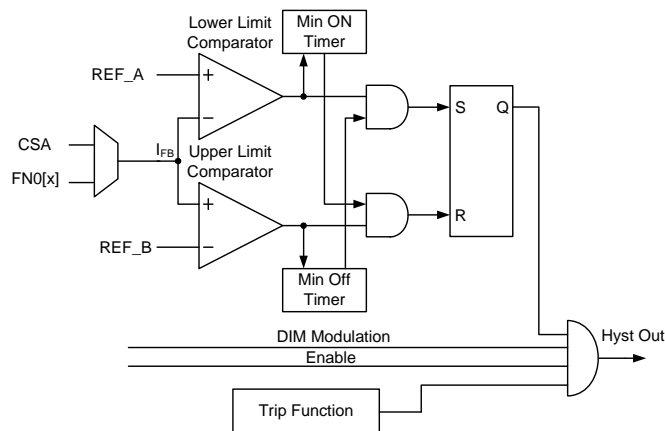 Lower Limit
Comparator
Min ON
Timer
REF_A
+
−
S
Q
CSA
FN0[x]
IFB
Upper Limit
Comparator
+
−
REF_B
R
Min Off
Timer
DIM Modulation
Enable
Hyst Out
Trip Function